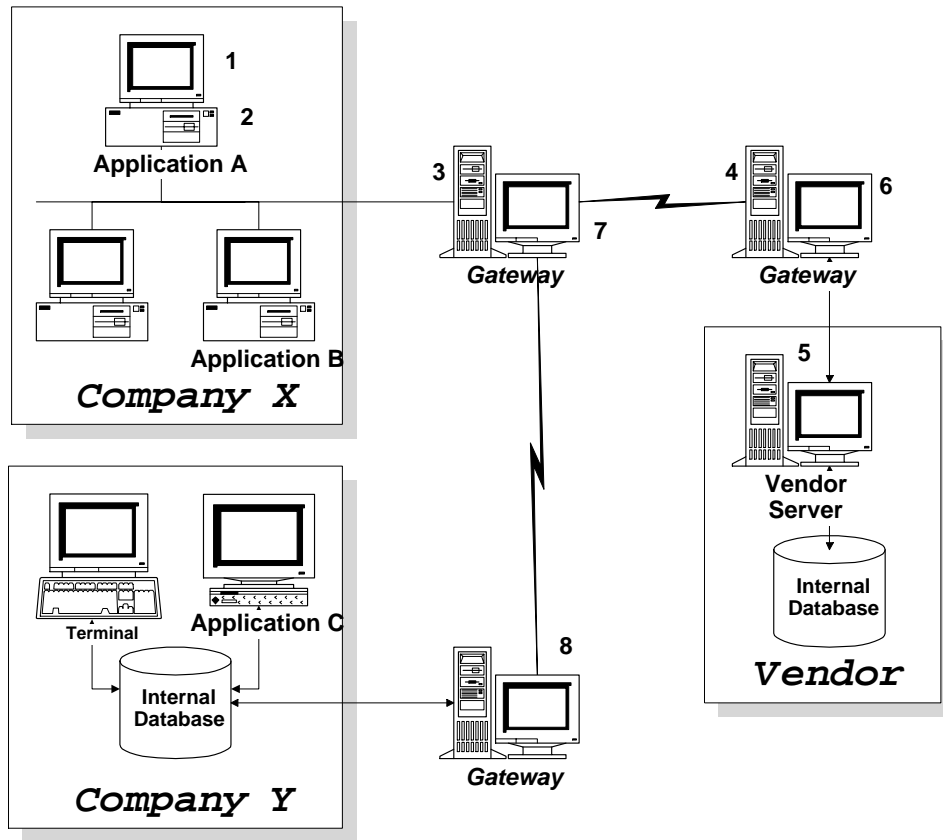 1
2
Application A
3
4
6
7
Gateway
Gateway
Application B
Company X
5
Vendor
Server
Internal
Database
Vendor
Terminal
Application C
8
Internal
Database
Gateway
Company Y